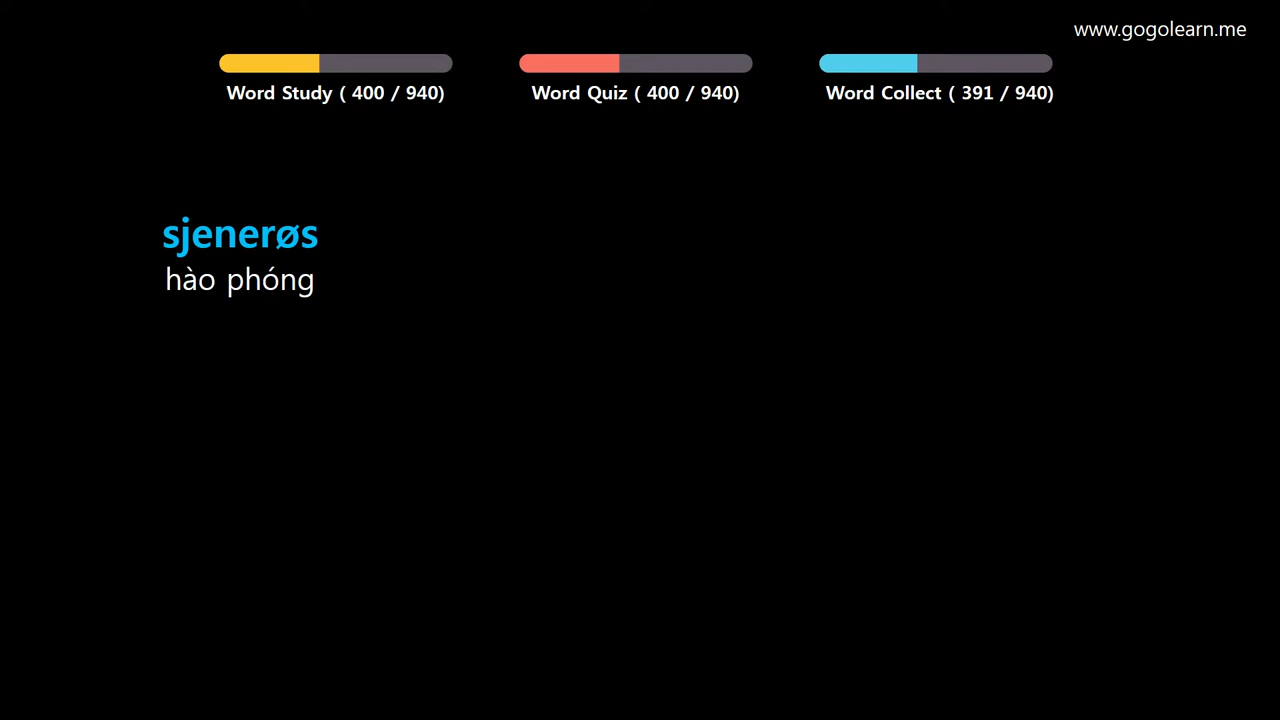 www.gogolearn.me
Word Study ( 400 / 940)
Word Quiz ( 400 / 940)
Word Collect ( 391 / 940)
sjenerøs
hào phóng